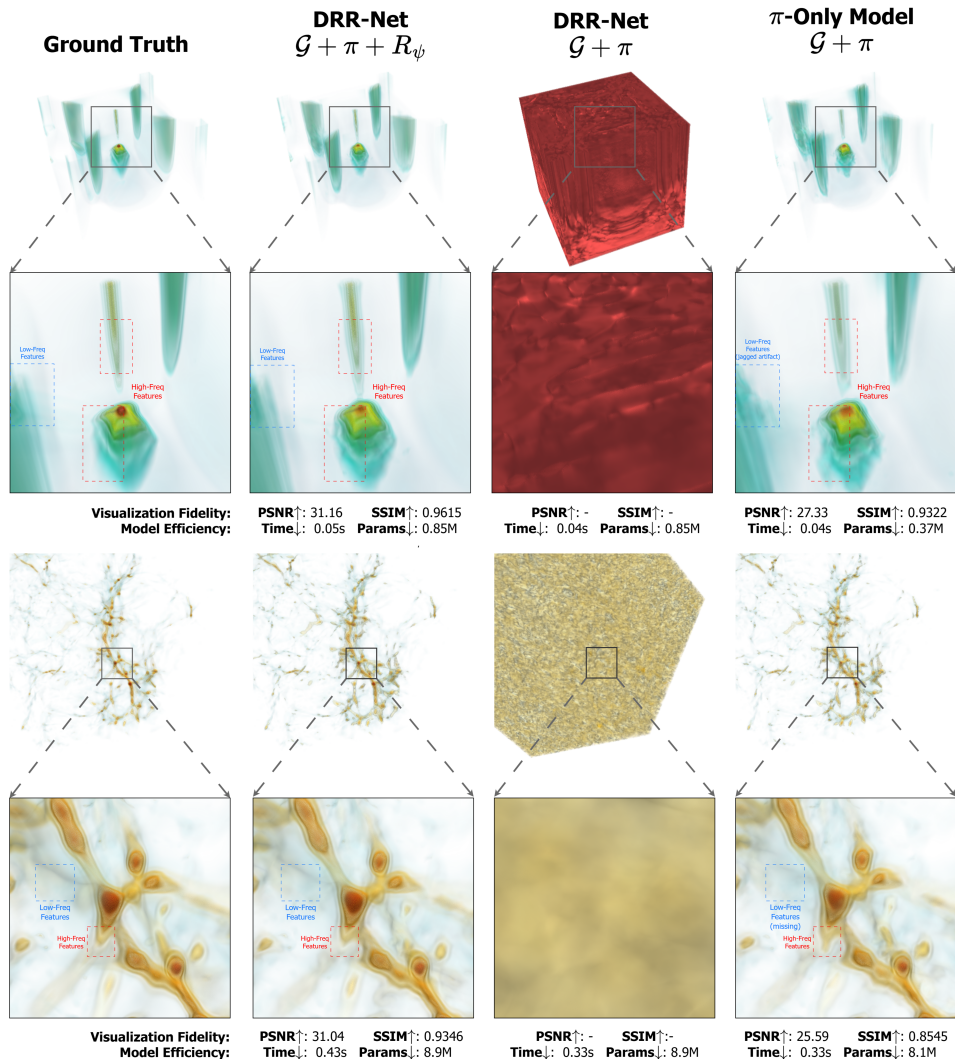 Ground Truth
DRR-Net
𝒢 + π + R_ψ
DRR-Net
𝒢 + π
π-Only Model
𝒢 + π
Low-Freq
Features
High-Freq
Features
Low-Freq
Features
High-Freq
Features
Low-Freq
Features
(jagged artifact)
High-Freq
Features
Visualization Fidelity: PSNR↑: 31.16 SSIM↑: 0.9615 PSNR↑: - SSIM↑: - PSNR↑: 27.33 SSIM↑: 0.9322
Model Efficiency: Time↓: 0.05s Params↓: 0.85M Time↓: 0.04s Params↓: 0.85M Time↓: 0.04s Params↓: 0.37M
Low-Freq
Features
High-Freq
Features
Low-Freq
Features
High-Freq
Features
Low-Freq
Features
(missing)
High-Freq
Features
Visualization Fidelity: PSNR↑: 31.04 SSIM↑: 0.9346 PSNR↑: - SSIM↑:- PSNR↑: 25.59 SSIM↑: 0.8545
Model Efficiency: Time↓: 0.43s Params↓: 8.9M Time↓: 0.33s Params↓: 8.9M Time↓: 0.33s Params↓: 8.1M